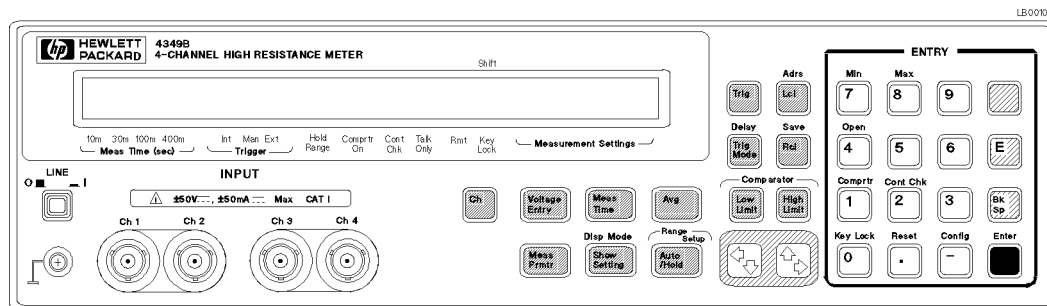 LB0010
hp HEWLETT PACKARD
4349B
4-CHANNEL HIGH RESISTANCE METER
Shift
10m 30m 100m 400m
Meas Time (sec)
Int Man Ext
Trigger
Hold Range
Comprtr On
Cont Chk
Talk Only
Rmt
Key Lock
Measurement Settings
LINE
O I
INPUT
±50V, ±50mA Max CAT I
Ch 1 Ch 2 Ch 3 Ch 4
Ch
Voltage Entry
Meas Time
Avg
Disp Mode
Range Setup
Meas Prmtr
Show Setting
Auto /Hold
Adrs
Trig
Lcl
Delay Save
Trig Mode
Rcl
Comparator
Low Limit
High Limit
ENTRY
Min Max
7 8 9
Open
4 5 6 E
Comprtr Cont Chk
1 2 3 Bk Sp
Key Lock Reset Config Enter
0 . −